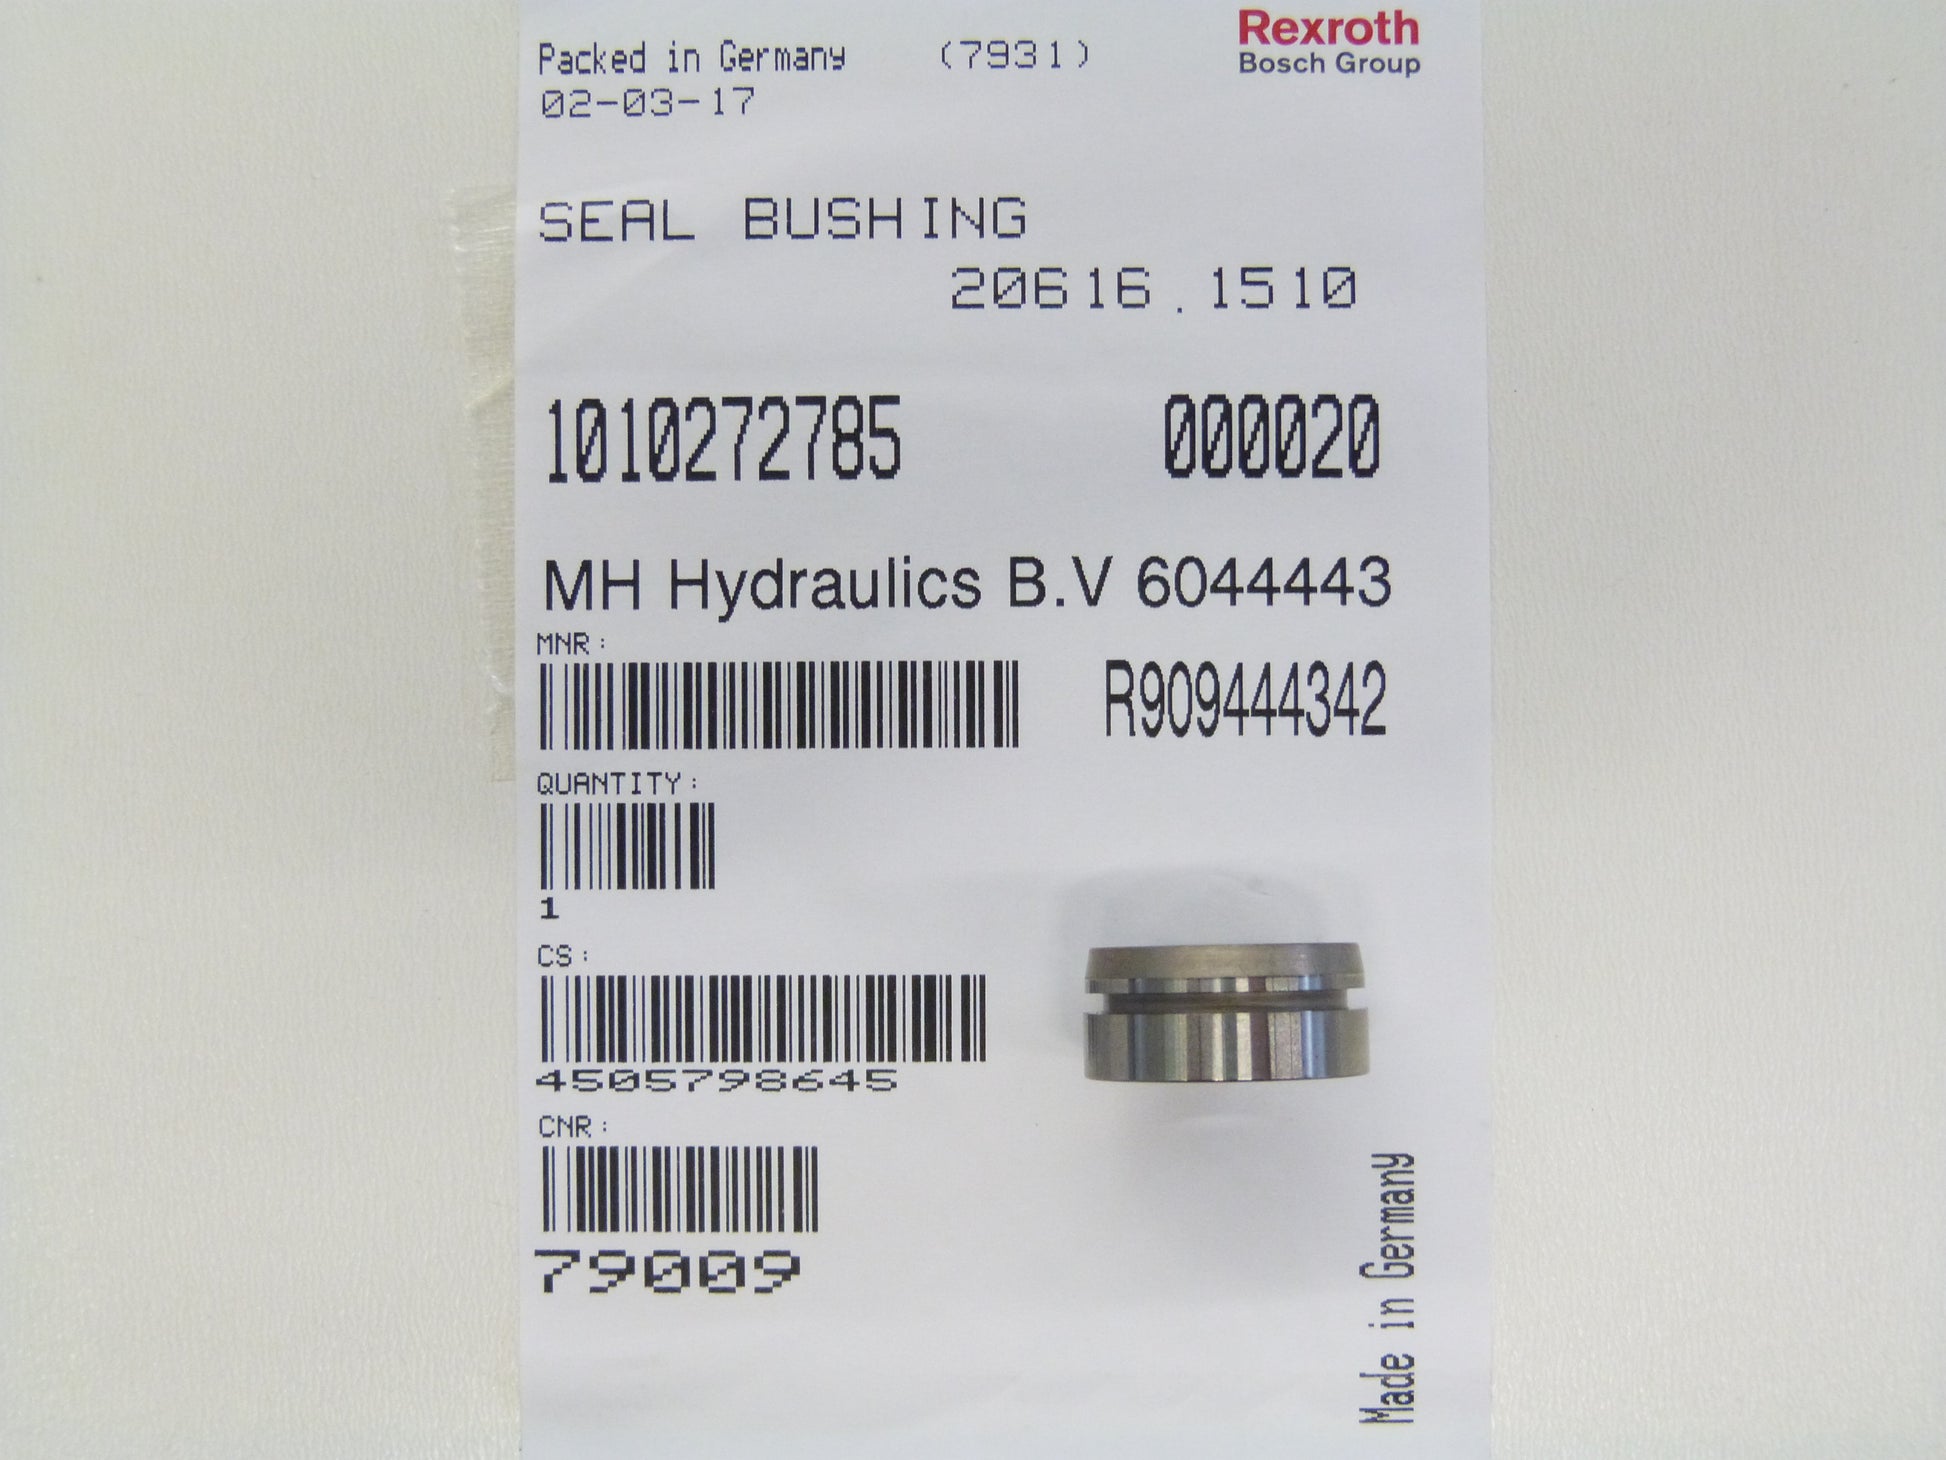 Rexroth
Bosch Group
Packed in Germany (7931)
02-03-17
SEAL BUSHING
20616.1510
1010272785 000020
MH Hydraulics B.V 6044443
MNR:
R909444342
QUANTITY:
1
CS:
4505798645
CNR:
79009
Made in Germany